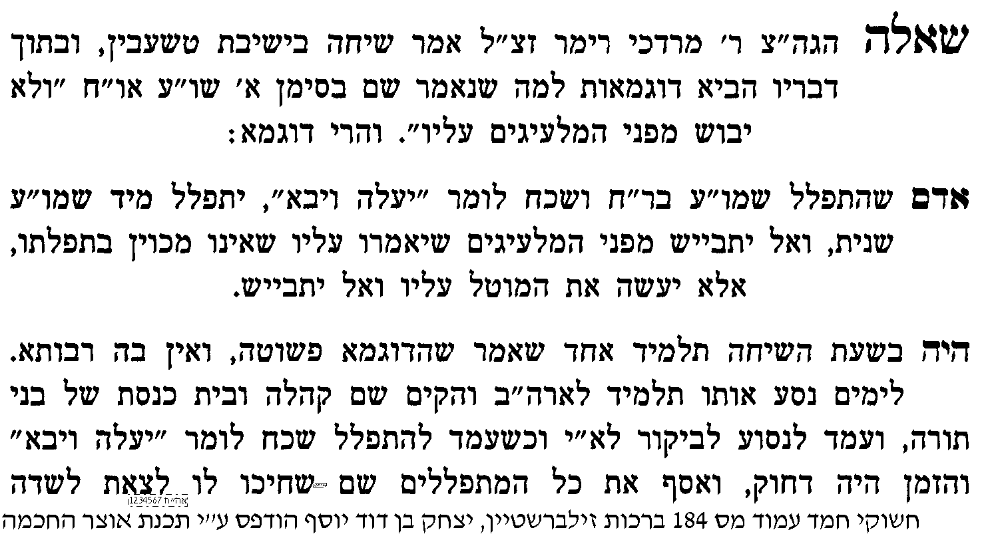 שאלה הגה״צ ר׳ מרדכי רימר זצ״ל אמר שיחה בישיבת טשעבין, ובתוך
דבריו הביא דוגמאות למה שנאמר שם בסימן א׳ שו״ע או״ח ״ולא
יבוש מפני המלעיגים עליו״. והרי דוגמא:
אדם שהתפלל שמו״ע בר״ח ושכח לומר ״יעלה ויבא״, יתפלל מיד שמו״ע
שנית, ואל יתבייש מפני המלעיגים שיאמרו עליו שאינו מכוין בתפלתו,
אלא יעשה את המוטל עליו ואל יתבייש.
היה בשעת השיחה תלמיד אחד שאמר שהדוגמא פשוטה, ואין בה רבותא.
לימים נסע אותו תלמיד לארה״ב והקים שם קהלה ובית כנסת של בני
תורה, ועמד לנסוע לביקור לא״י וכשעמד להתפלל שכח לומר ״יעלה ויבא״
והזמן היה דחוק, ואסף את כל המתפללים שם שחיכו לו לצאת לשדה
אח״ח 1234567
חשוקי חמד עמוד מס 184 ברכות זילברשטיין, יצחק בן דוד יוסף הודפס ע״י תכנת אוצר החכמה